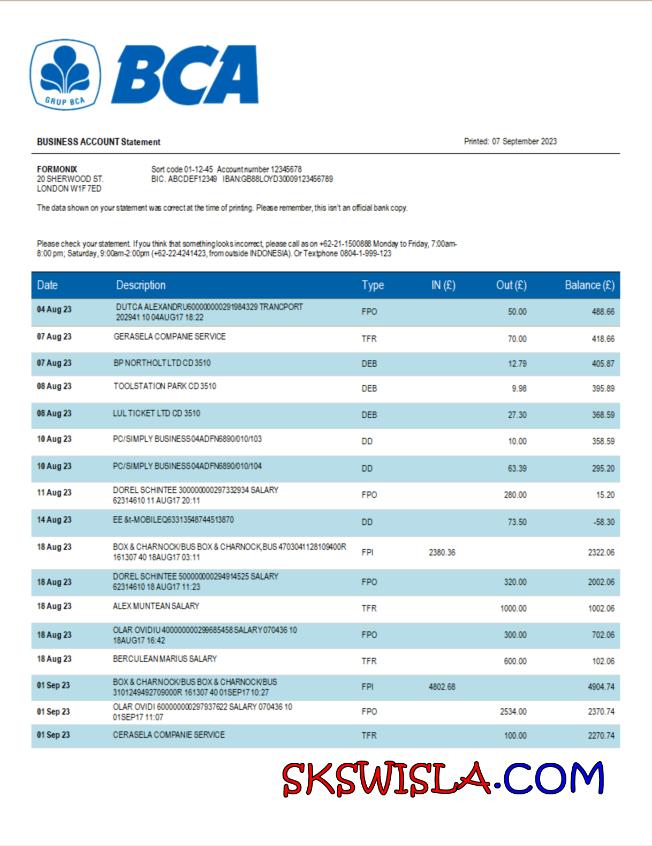 GRUP BCA
BCA
BUSINESS ACCOUNT Statement Printed: 07 September 2023
FORMONIX Sort code 01-12-45 Account number 12345678
20 SHERWOOD ST. BIC: ABCDEF12349 IBAN:GB88LOYD30009123456789
LONDON W1F 7ED
The data shown on your statement was correct at the time of printing. Please remember, this isn't an official bank copy.
Please check your statement. If you think that something looks incorrect, please call as on +62-21-1500888 Monday to Friday, 7:00am-
8:00 pm; Saturday, 9:00am-2:00pm (+62-22-4241423, from outside INDONESIA). Or Textphone 0804-1-999-123
Date Description Type IN (£) Out (£) Balance (£)
04 Aug 23 DUTCA ALEXANDRU600000000291984329 TRANCPORT FPO 50.00 488.66
202941 10 04AUG17 18:22
07 Aug 23 GERASELA COMPANIE SERVICE TFR 70.00 418.66
07 Aug 23 BP NORTHOLT LTD CD 3510 DEB 12.79 405.87
08 Aug 23 TOOLSTATION PARK CD 3510 DEB 9.98 395.89
08 Aug 23 LUL TICKET LTD CD 3510 DEB 27.30 368.59
10 Aug 23 PC/SIMPLY BUSINESS04ADFN6890/010/103 DD 10.00 358.59
10 Aug 23 PC/SIMPLY BUSINESS04ADFN6890/010/104 DD 63.39 295.20
11 Aug 23 DOREL SCHINTEE 300000000297332934 SALARY FPO 280.00 15.20
62314610 11 AUG17 20:11
14 Aug 23 EE &t-MOBILEQ63313548744513870 DD 73.50 -58.30
18 Aug 23 BOX & CHARNOCK/BUS BOX & CHARNOCK,BUS 4703041128109400R FPI 2380.36 2322.06
161307 40 18AUG17 03:11
18 Aug 23 DOREL SCHINTEE 500000000294914525 SALARY FPO 320.00 2002.06
62314610 18 AUG17 11:23
18 Aug 23 ALEX MUNTEAN SALARY TFR 1000.00 1002.06
18 Aug 23 OLAR OVIDIU 400000000299685458 SALARY 070436 10 FPO 300.00 702.06
18AUG17 16:42
18 Aug 23 BERCULEAN MARIUS SALARY TFR 600.00 102.06
01 Sep 23 BOX & CHARNOCK/BUS BOX & CHARNOCK/BUS FPI 4802.68 4904.74
3101249492709000R 161307 40 01SEP17 10:27
01 Sep 23 OLAR OVIDI 600000000297937622 SALARY 070436 10 FPO 2534.00 2370.74
01SEP17 11:07
01 Sep 23 CERASELA COMPANIE SERVICE TFR 100.00 2270.74
SKSWISLA.COM